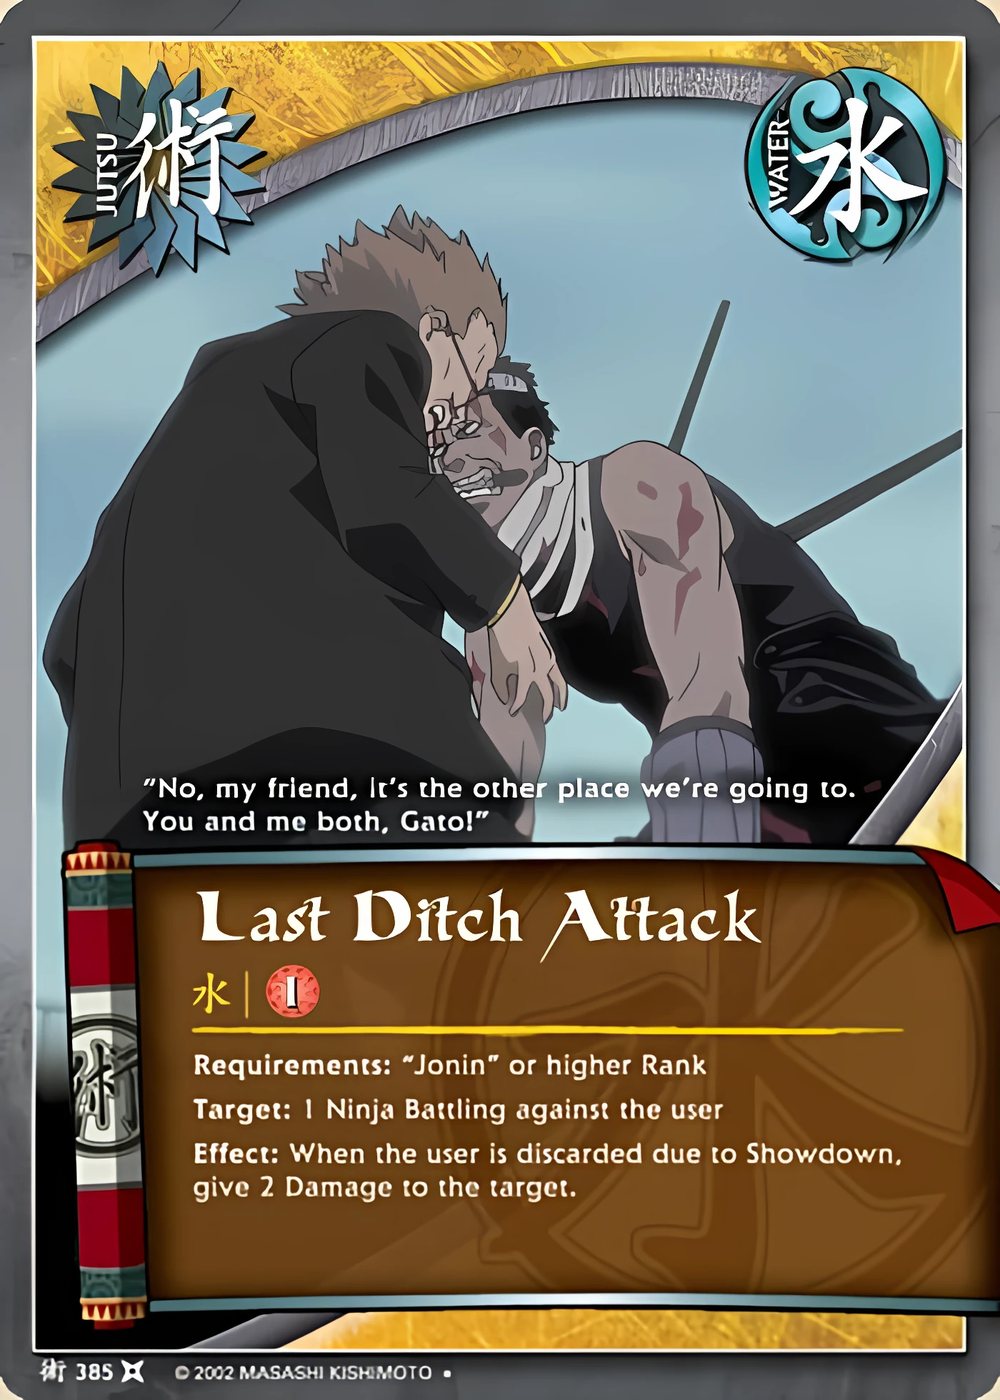 JUTSU 術
WATER 水
"No, my friend, it's the other place we're going to.
You and me both, Gato!"
Last Ditch Attack
水 | 1
Requirements: "Jonin" or higher Rank
Target: 1 Ninja Battling against the user
Effect: When the user is discarded due to Showdown,
give 2 Damage to the target.
術
術 385 © 2002 MASASHI KISHIMOTO